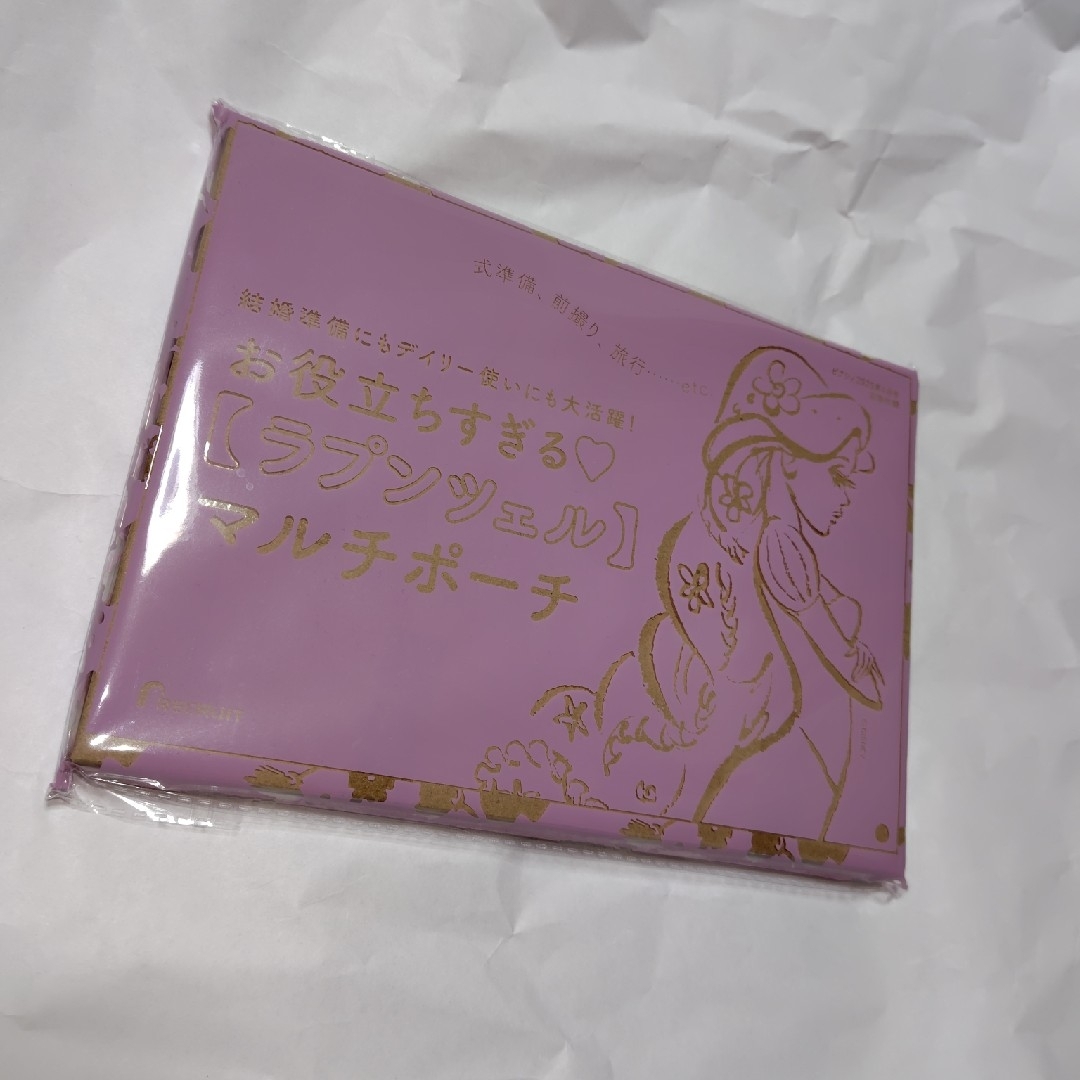 式準備、前撮り、旅行……etc.
結婚準備にもデイリー使いにも大活躍！
お役立ちすぎる♡
【ラプンツェル】
マルチポーチ